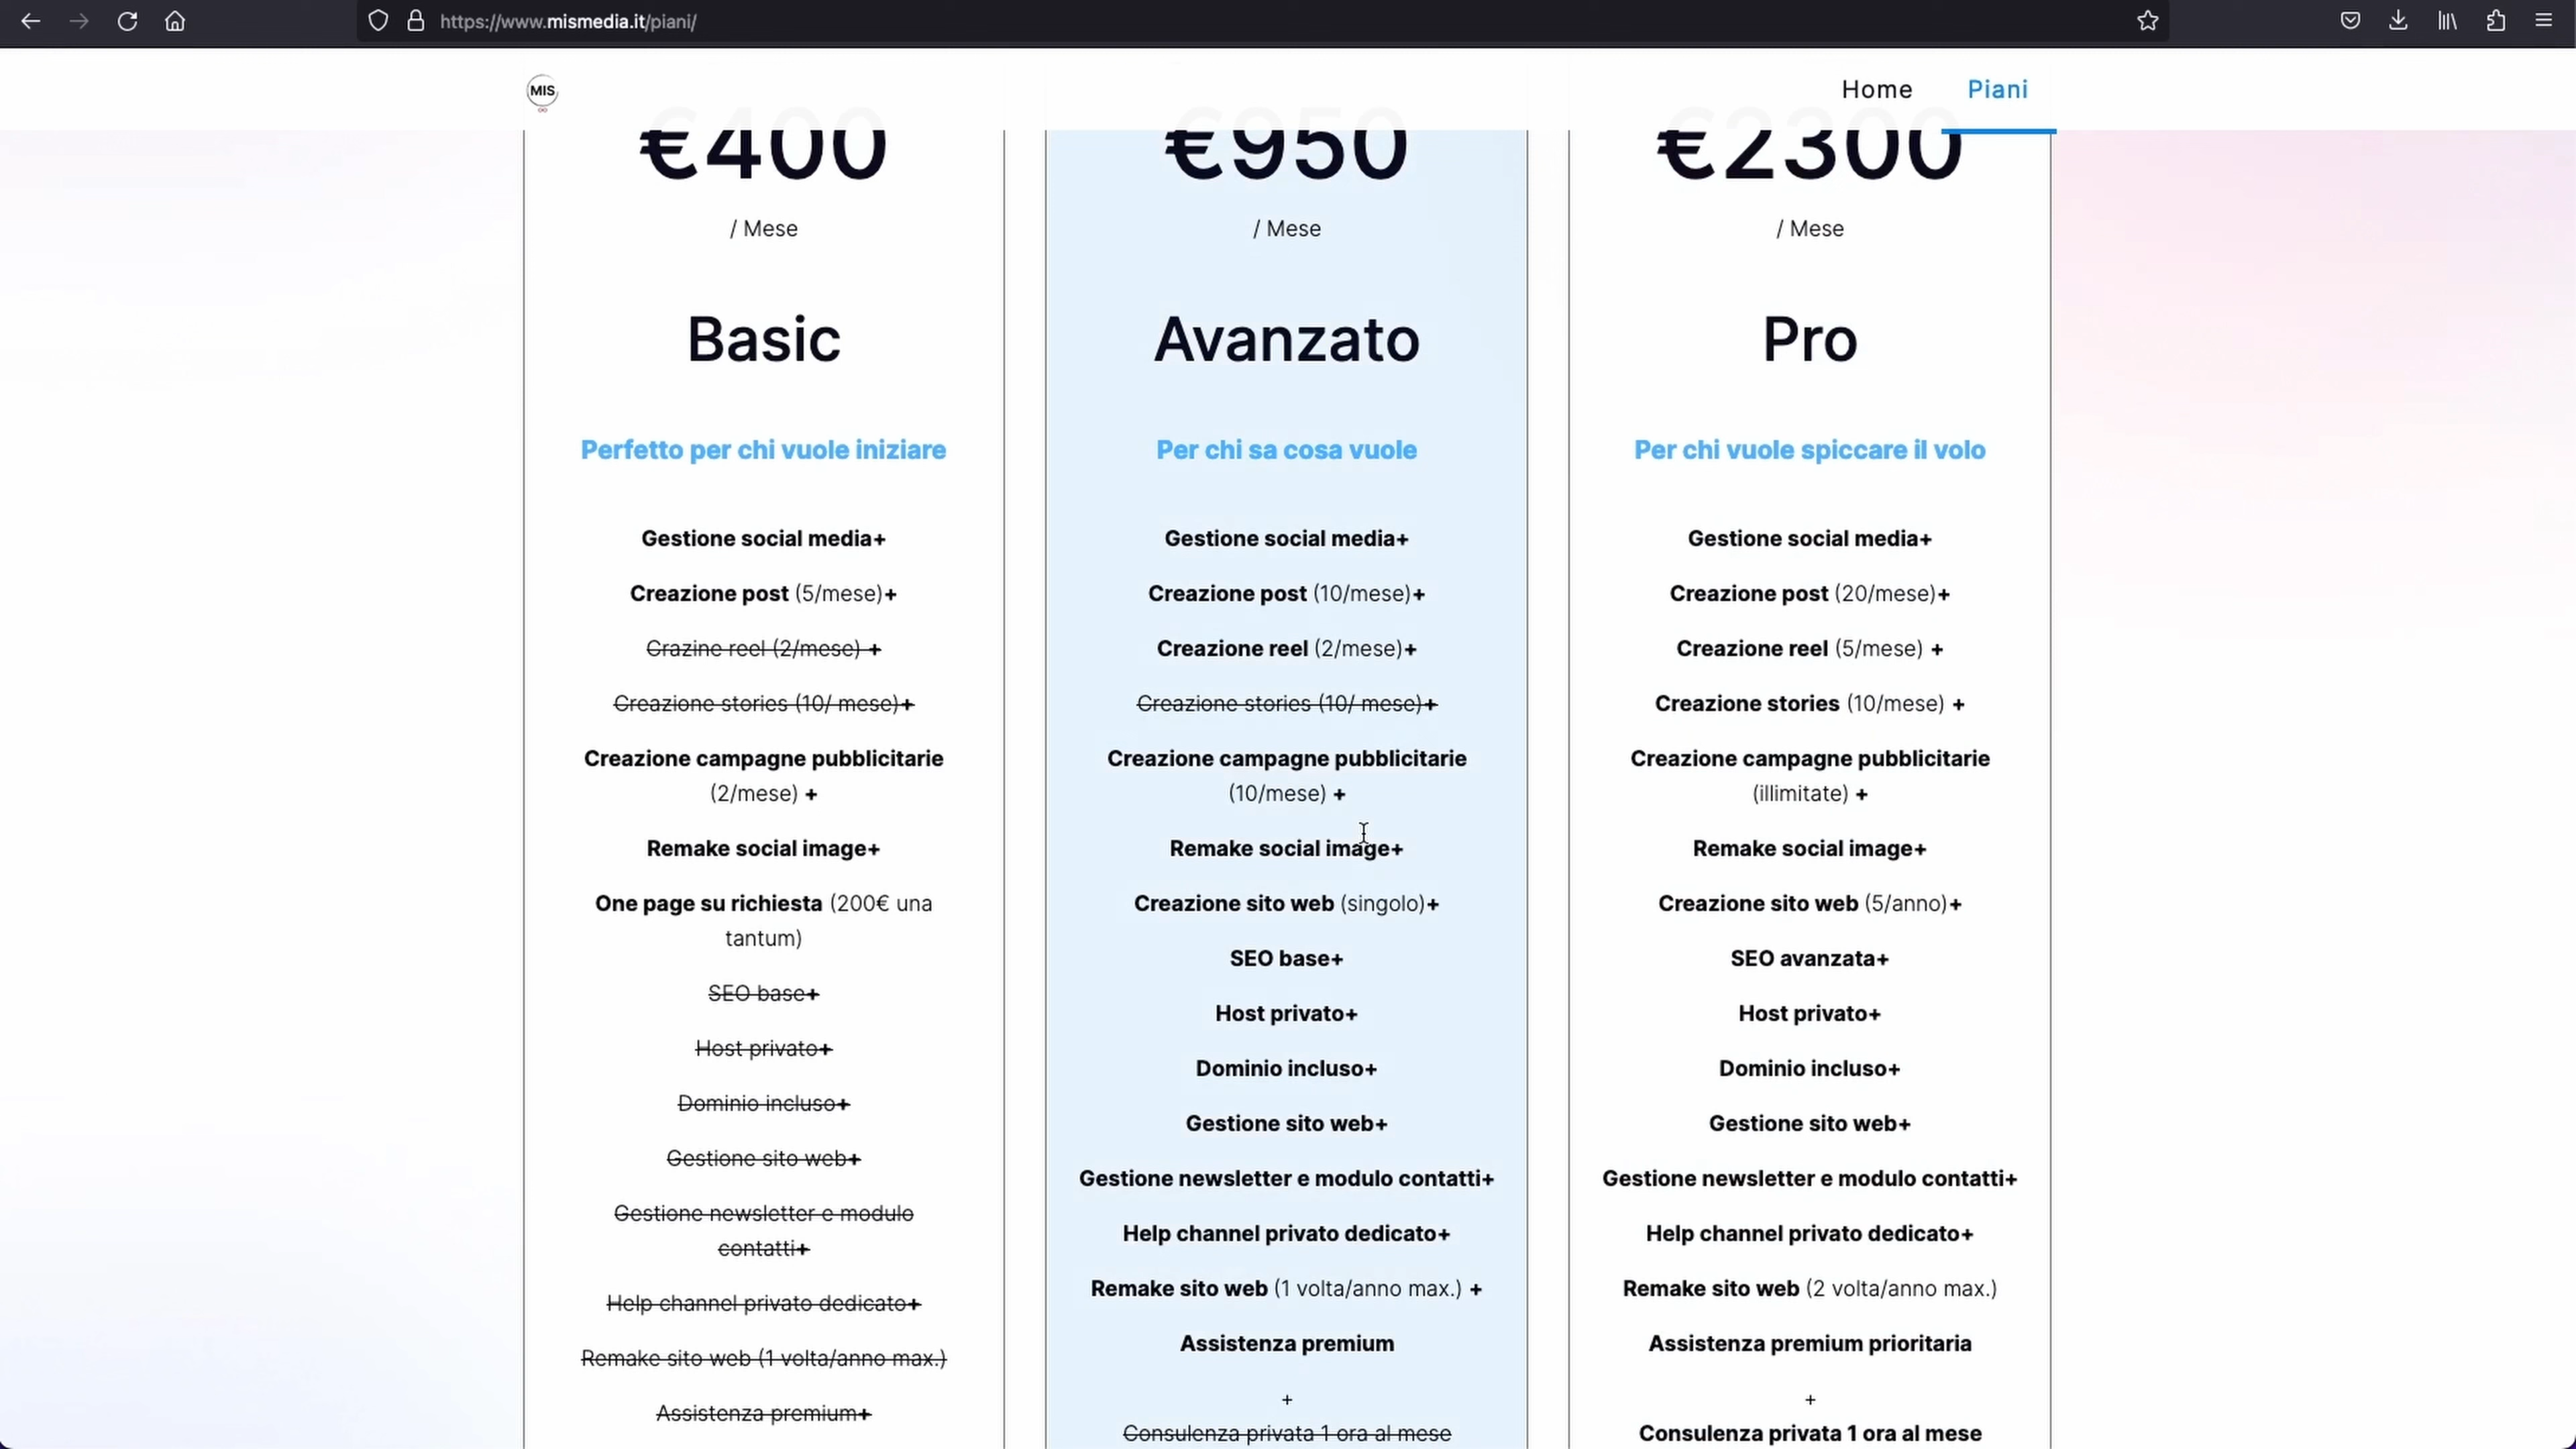 https://www.mismedia.it/piani/
MIS
Home
Piani
€400
/ Mese
Basic
Perfetto per chi vuole iniziare
Gestione social media+
Creazione post (5/mese)+
Crazine reel (2/mese) +
Creazione stories (10/ mese)+
Creazione campagne pubblicitarie
(2/mese) +
Remake social image+
One page su richiesta (200€ una
tantum)
SEO base+
Host privato+
Dominio incluso+
Gestione sito web+
Gestione newsletter e modulo
contatti+
Help channel privato dedicato+
Remake sito web (1 volta/anno max.)
Assistenza premium+
€950
/ Mese
Avanzato
Per chi sa cosa vuole
Gestione social media+
Creazione post (10/mese)+
Creazione reel (2/mese)+
Creazione stories (10/ mese)+
Creazione campagne pubblicitarie
(10/mese) +
Remake social image+
Creazione sito web (singolo)+
SEO base+
Host privato+
Dominio incluso+
Gestione sito web+
Gestione newsletter e modulo contatti+
Help channel privato dedicato+
Remake sito web (1 volta/anno max.) +
Assistenza premium
+
Consulenza privata 1 ora al mese
€2300
/ Mese
Pro
Per chi vuole spiccare il volo
Gestione social media+
Creazione post (20/mese)+
Creazione reel (5/mese) +
Creazione stories (10/mese) +
Creazione campagne pubblicitarie
(illimitate) +
Remake social image+
Creazione sito web (5/anno)+
SEO avanzata+
Host privato+
Dominio incluso+
Gestione sito web+
Gestione newsletter e modulo contatti+
Help channel privato dedicato+
Remake sito web (2 volta/anno max.)
Assistenza premium prioritaria
+
Consulenza privata 1 ora al mese